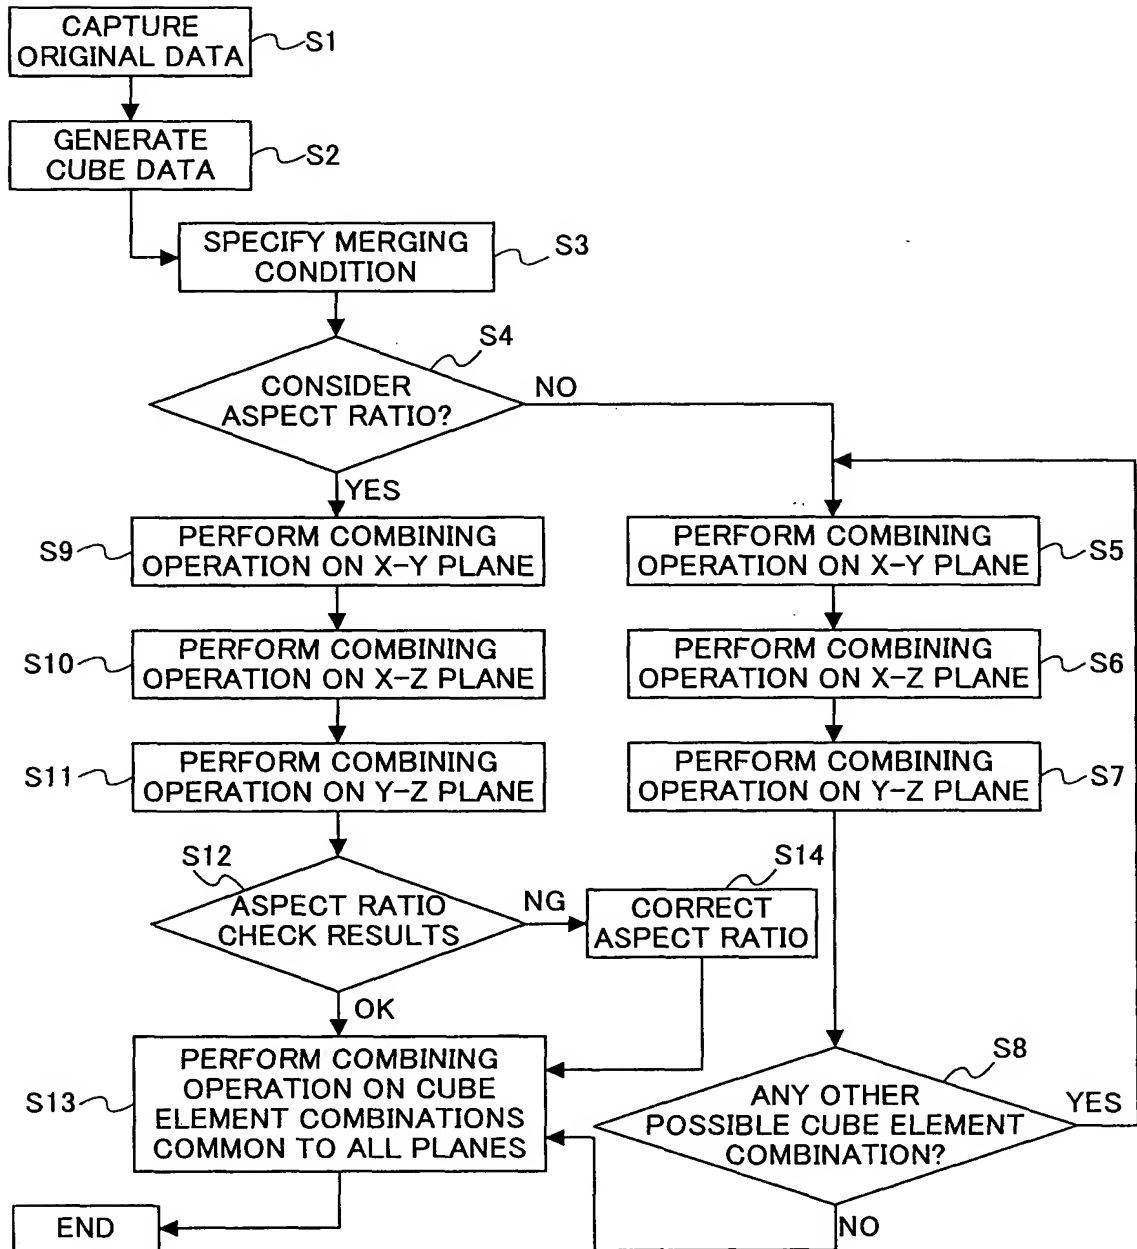 CAPTURE
ORIGINAL DATA
S1
GENERATE
CUBE DATA
S2
SPECIFY MERGING
CONDITION
S3
S4
CONSIDER
ASPECT RATIO?
NO
YES
S9
PERFORM COMBINING
OPERATION ON X-Y PLANE
PERFORM COMBINING
OPERATION ON X-Y PLANE
S5
S10
PERFORM COMBINING
OPERATION ON X-Z PLANE
PERFORM COMBINING
OPERATION ON X-Z PLANE
S6
S11
PERFORM COMBINING
OPERATION ON Y-Z PLANE
PERFORM COMBINING
OPERATION ON Y-Z PLANE
S7
S12
ASPECT RATIO
CHECK RESULTS
NG
S14
CORRECT
ASPECT RATIO
OK
S13
PERFORM COMBINING
OPERATION ON CUBE
ELEMENT COMBINATIONS
COMMON TO ALL PLANES
S8
ANY OTHER
POSSIBLE CUBE ELEMENT
COMBINATION?
YES
NO
END